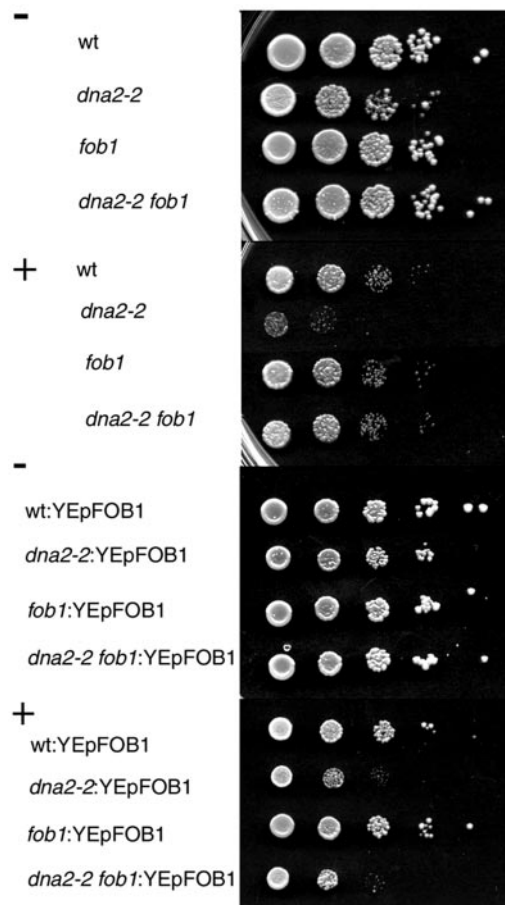 -
wt
dna2-2
fob1
dna2-2 fob1
+
wt
dna2-2
fob1
dna2-2 fob1
-
wt:YEpFOB1
dna2-2:YEpFOB1
fob1:YEpFOB1
dna2-2 fob1:YEpFOB1
+
wt:YEpFOB1
dna2-2:YEpFOB1
fob1:YEpFOB1
dna2-2 fob1:YEpFOB1